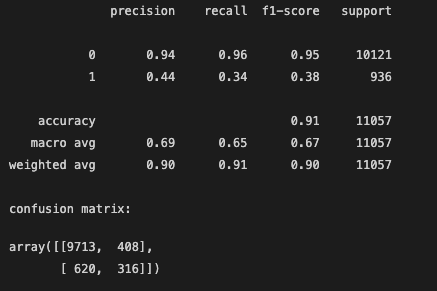 precision recall f1-score support
0 0.94 0.96 0.95 10121
1 0.44 0.34 0.38 936
accuracy 0.91 11057
macro avg 0.69 0.65 0.67 11057
weighted avg 0.90 0.91 0.90 11057
confusion matrix:
array([[9713, 408],
[ 620, 316]])